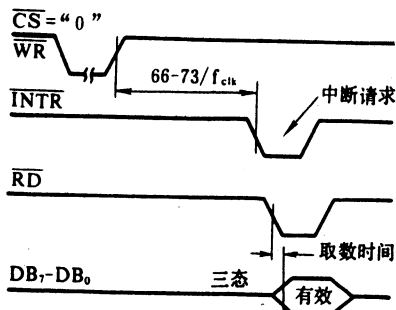 CS="0"
WR
66-73/fclk
中断请求
INTR
RD
取数时间
三态
DB₇-DB₀
有效